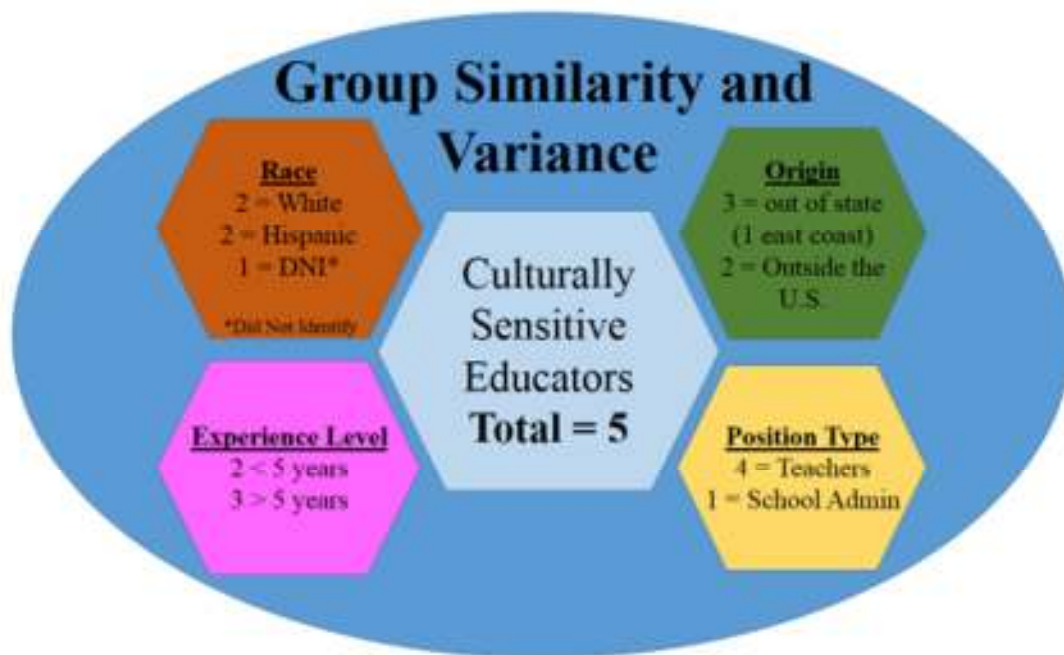 Group Similarity and
Variance
Race
2 = White
2 = Hispanic
1 = DNI*
*Did Not Identify
Origin
3 = out of state
(1 east coast)
2 = Outside the
U.S.
Culturally
Sensitive
Educators
Total = 5
Experience Level
2 < 5 years
3 > 5 years
Position Type
4 = Teachers
1 = School Admin